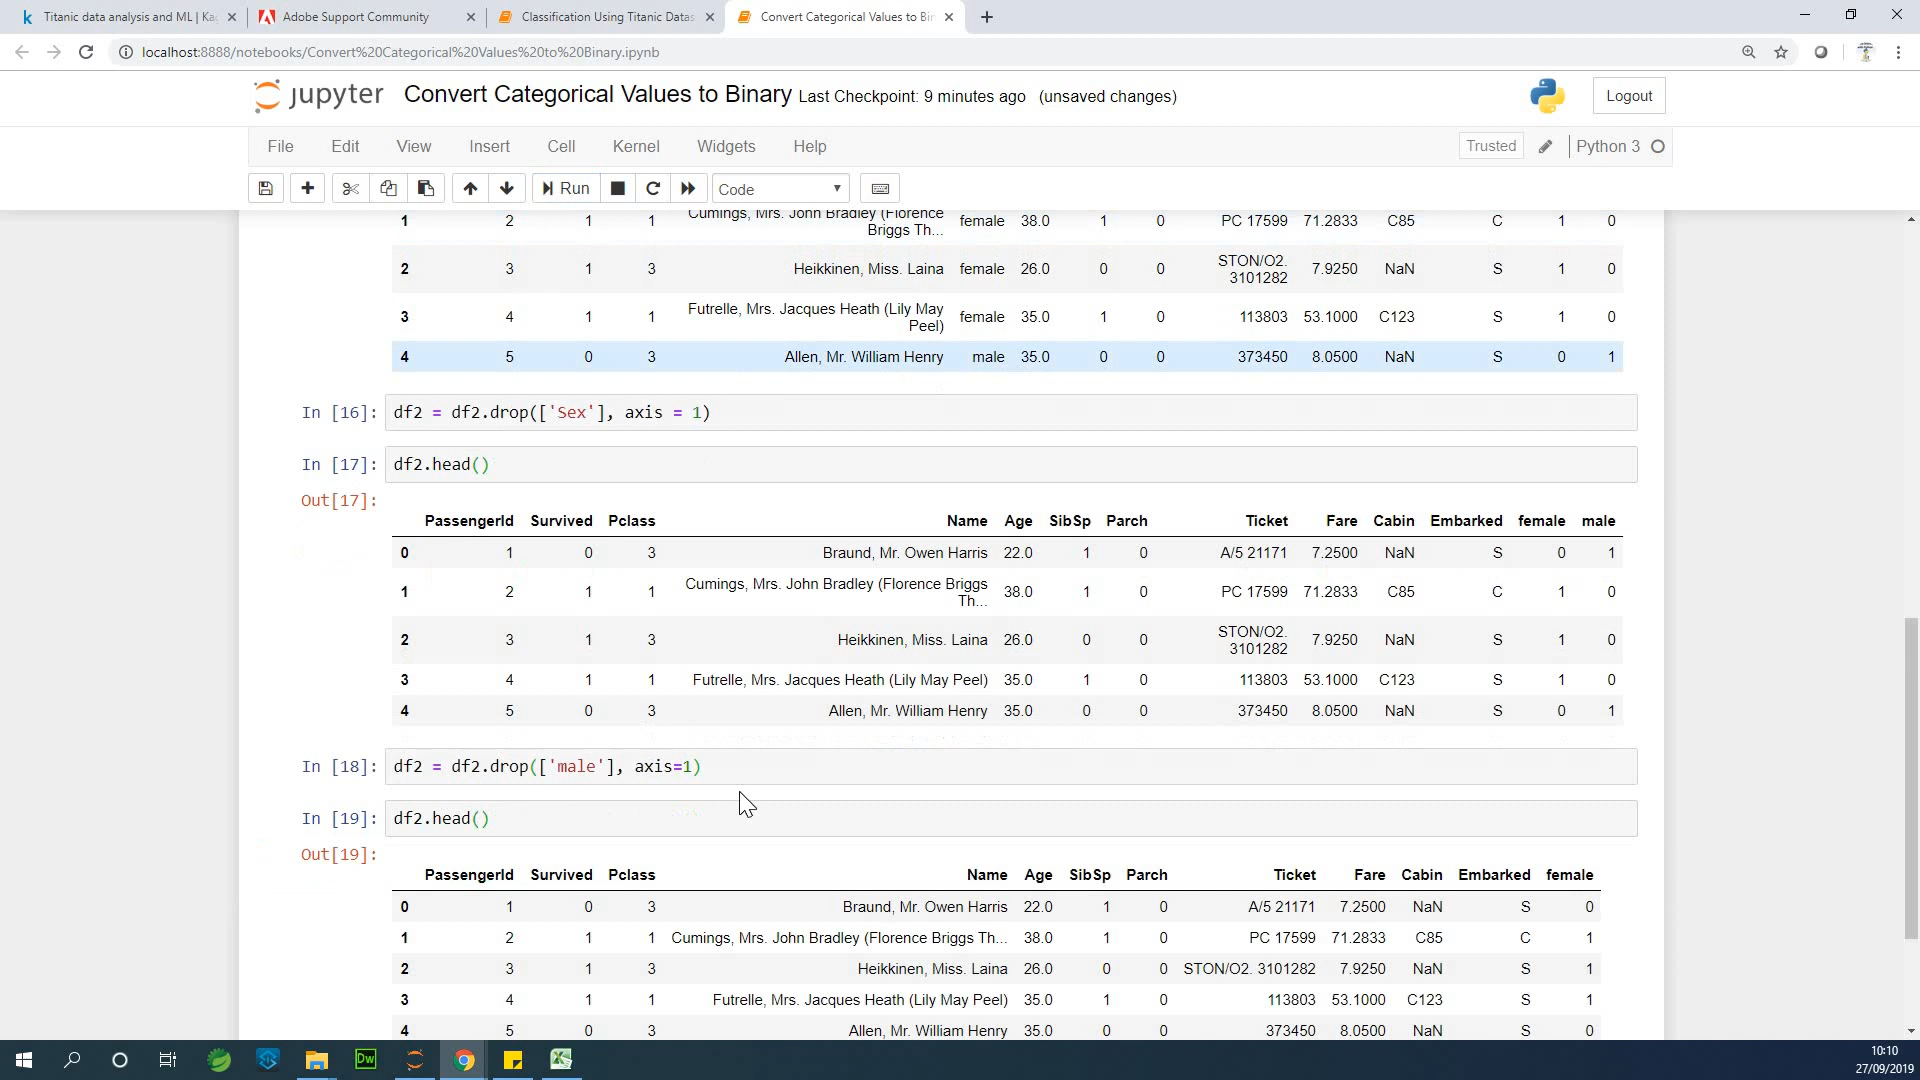 Titanic data analysis and ML | Ka
Adobe Support Community
Classification Using Titanic Datas
Convert Categorical Values to Bin
localhost:8888/notebooks/Convert%20Categorical%20Values%20to%20Binary.ipynb
jupyter Convert Categorical Values to Binary Last Checkpoint: 9 minutes ago (unsaved changes)
Logout
File Edit View Insert Cell Kernel Widgets Help
Trusted Python 3
Run Code
1 2 1 1 Cumings, Mrs. John Bradley (Florence Briggs Th... female 38.0 1 0 PC 17599 71.2833 C85 C 1 0
2 3 1 3 Heikkinen, Miss. Laina female 26.0 0 0 STON/O2. 3101282 7.9250 NaN S 1 0
3 4 1 1 Futrelle, Mrs. Jacques Heath (Lily May Peel) female 35.0 1 0 113803 53.1000 C123 S 1 0
4 5 0 3 Allen, Mr. William Henry male 35.0 0 0 373450 8.0500 NaN S 0 1
In [16]: df2 = df2.drop(['Sex'], axis = 1)
In [17]: df2.head()
Out[17]:
PassengerId Survived Pclass Name Age SibSp Parch Ticket Fare Cabin Embarked female male
0 1 0 3 Braund, Mr. Owen Harris 22.0 1 0 A/5 21171 7.2500 NaN S 0 1
1 2 1 1 Cumings, Mrs. John Bradley (Florence Briggs Th... 38.0 1 0 PC 17599 71.2833 C85 C 1 0
2 3 1 3 Heikkinen, Miss. Laina 26.0 0 0 STON/O2. 3101282 7.9250 NaN S 1 0
3 4 1 1 Futrelle, Mrs. Jacques Heath (Lily May Peel) 35.0 1 0 113803 53.1000 C123 S 1 0
4 5 0 3 Allen, Mr. William Henry 35.0 0 0 373450 8.0500 NaN S 0 1
In [18]: df2 = df2.drop(['male'], axis=1)
In [19]: df2.head()
Out[19]:
PassengerId Survived Pclass Name Age SibSp Parch Ticket Fare Cabin Embarked female
0 1 0 3 Braund, Mr. Owen Harris 22.0 1 0 A/5 21171 7.2500 NaN S 0
1 2 1 1 Cumings, Mrs. John Bradley (Florence Briggs Th... 38.0 1 0 PC 17599 71.2833 C85 C 1
2 3 1 3 Heikkinen, Miss. Laina 26.0 0 0 STON/O2. 3101282 7.9250 NaN S 1
3 4 1 1 Futrelle, Mrs. Jacques Heath (Lily May Peel) 35.0 1 0 113803 53.1000 C123 S 1
4 5 0 3 Allen, Mr. William Henry 35.0 0 0 373450 8.0500 NaN S 0
Dw
10:10
27/09/2019